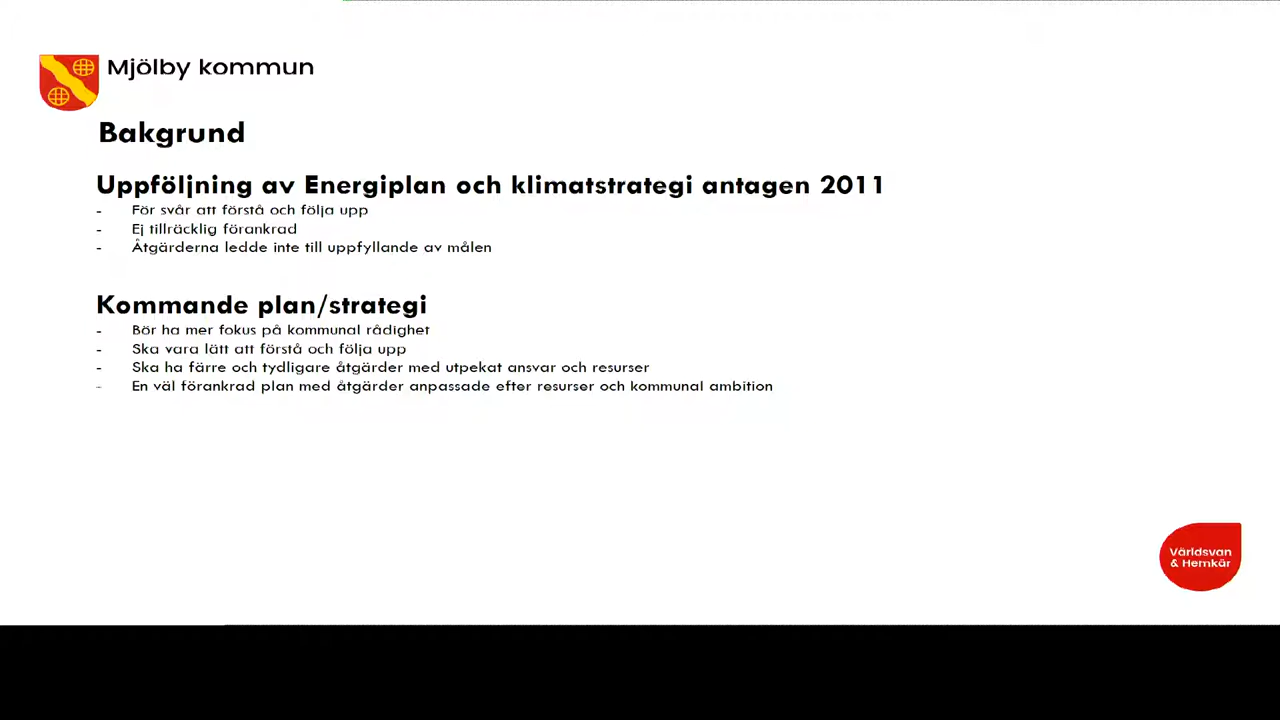 Mjölby kommun
Bakgrund
Uppföljning av Energiplan och klimatstrategi antagen 2011
- För svår att förstå och följa upp
- Ej tillräcklig förankrad
- Åtgärderna ledde inte till uppfyllande av målen
Kommande plan/strategi
- Bör ha mer fokus på kommunal rådighet
- Ska vara lätt att förstå och följa upp
- Ska ha färre och tydligare åtgärder med utpekat ansvar och resurser
- En väl förankrad plan med åtgärder anpassade efter resurser och kommunal ambition
Världsvan
& Hemkär